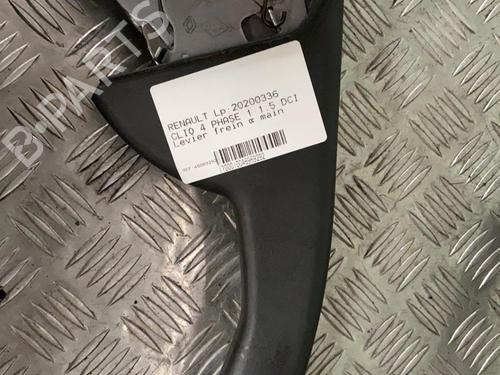 RENAULT Lp:20200336
CLIO 4 PHASE 1 1.5 DCI
Levier frein α main
B-PARTS